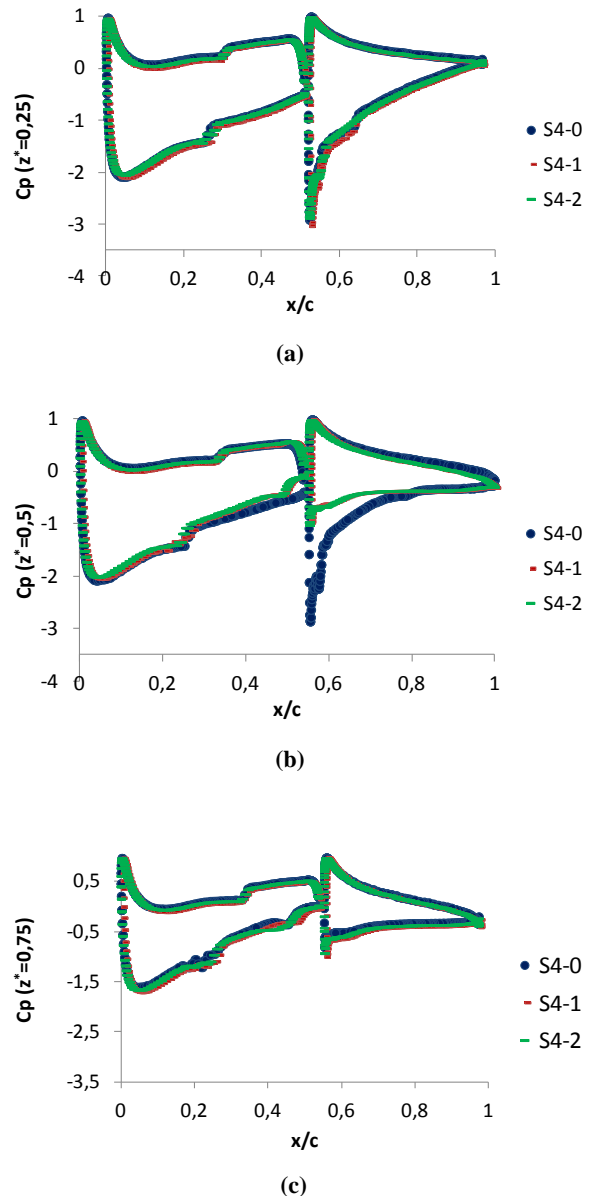 1
0
-1
-2
-3
-4
Cp (z*=0,25)
0 0,2 0,4 0,6 0,8 1
x/c
S4-0
S4-1
S4-2
(a)
1
0
-1
-2
-3
-4
Cp (z*=0,5)
0 0,2 0,4 0,6 0,8 1
x/c
S4-0
S4-1
S4-2
(b)
0,5
-0,5
-1,5
-2,5
-3,5
Cp (z*=0,75)
0 0,2 0,4 0,6 0,8 1
x/c
S4-0
S4-1
S4-2
(c)